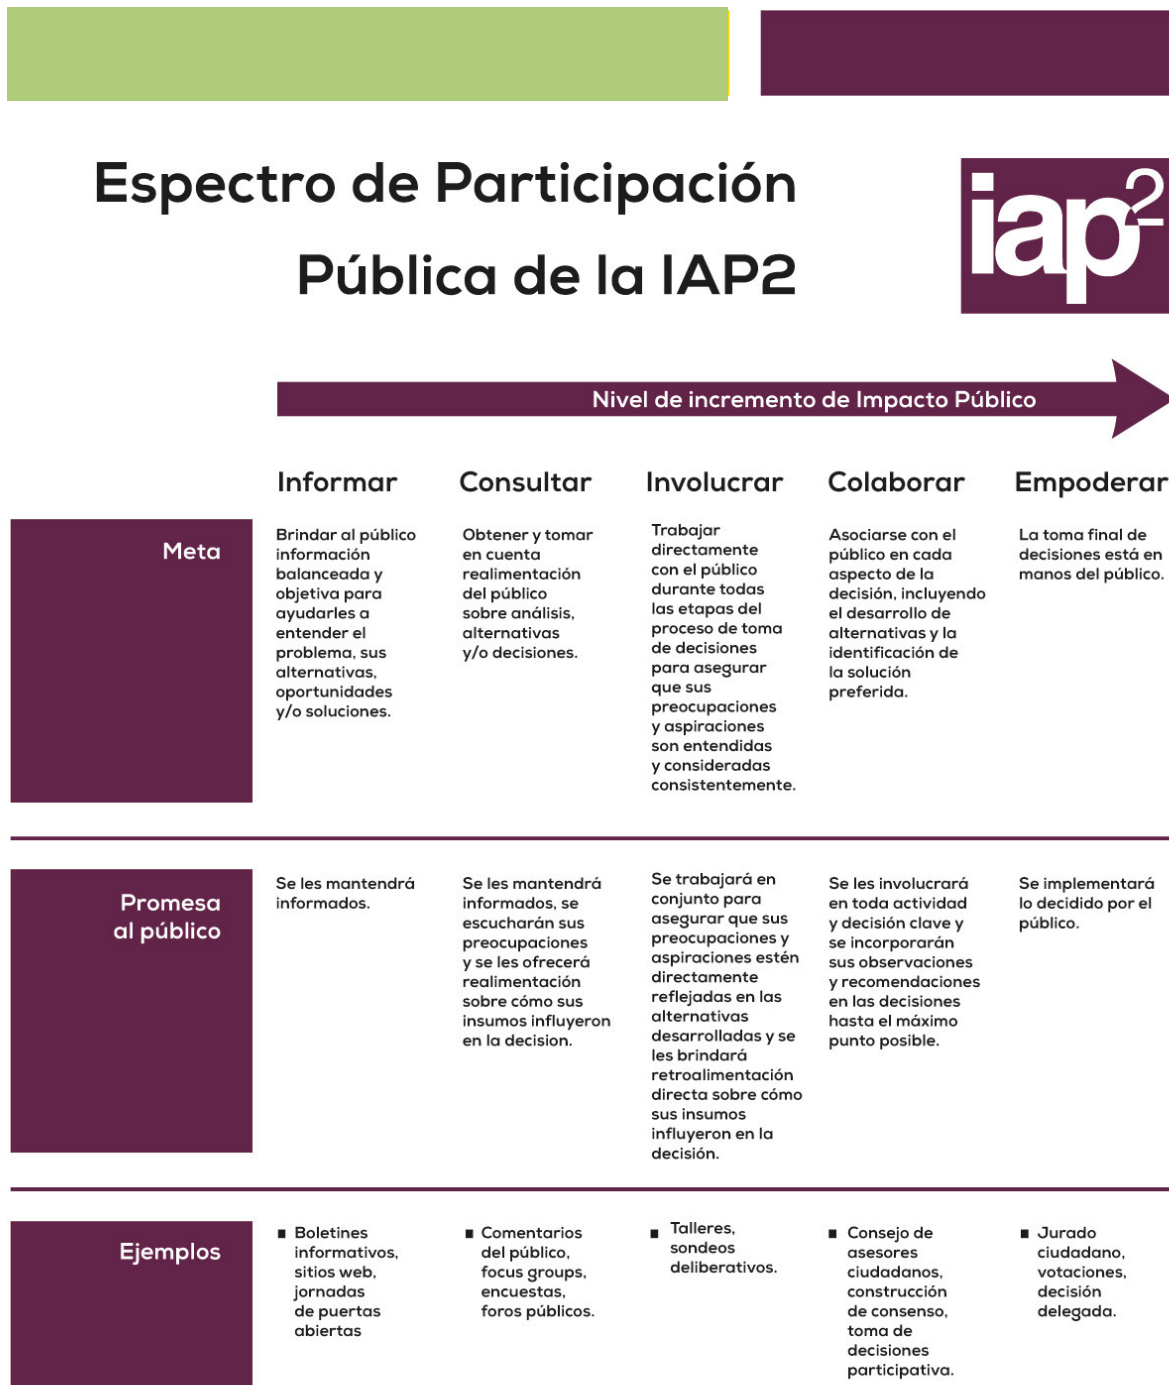 Espectro de Participación
Pública de la IAP2
iap2
Nivel de incremento de Impacto Público
Informar
Consultar
Involucrar
Colaborar
Empoderar
Meta
Brindar al público
información
balanceada y
objetiva para
ayudarles a
entender el
problema, sus
alternativas,
oportunidades
y/o soluciones.
Obtener y tomar
en cuenta
realimentación
del público
sobre análisis,
alternativas
y/o decisiones.
Trabajar
directamente
con el público
durante todas
las etapas del
proceso de toma
de decisiones
para asegurar
que sus
preocupaciones
y aspiraciones
son entendidas
y consideradas
consistentemente.
Asociarse con el
público en cada
aspecto de la
decisión, incluyendo
el desarrollo de
alternativas y la
identificación de
la solución
preferida.
La toma final de
decisiones está en
manos del público.
Promesa
al público
Se les mantendrá
informados.
Se les mantendrá
informados, se
escucharán sus
preocupaciones
y se les ofrecerá
realimentación
sobre cómo sus
insumos influyeron
en la decision.
Se trabajará en
conjunto para
asegurar que sus
preocupaciones y
aspiraciones estén
directamente
reflejadas en las
alternativas
desarrolladas y se
les brindará
retroalimentación
directa sobre cómo
sus insumos
influyeron en la
decisión.
Se les involucrará
en toda actividad
y decisión clave y
se incorporarán
sus observaciones
y recomendaciones
en las decisiones
hasta el máximo
punto posible.
Se implementará
lo decidido por el
público.
Ejemplos
■ Boletines
informativos,
sitios web,
jornadas
de puertas
abiertas
■ Comentarios
del público,
focus groups,
encuestas,
foros públicos.
■ Talleres,
sondeos
deliberativos.
■ Consejo de
asesores
ciudadanos,
construcción
de consenso,
toma de
decisiones
participativa.
■ Jurado
ciudadano,
votaciones,
decisión
delegada.